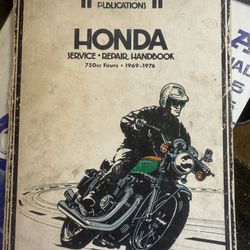 PUBLICATIONS
HONDA
SERVICE • REPAIR HANDBOOK
750cc Fours • 1969-1976